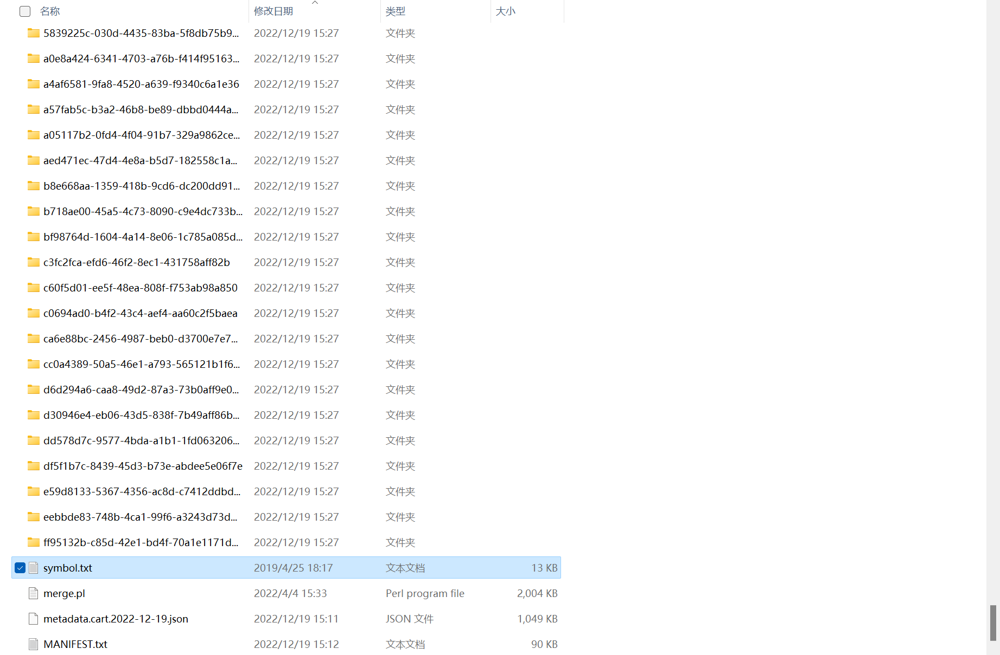 名称 修改日期 类型 大小
5839225c-030d-4435-83ba-5f8db75b9... 2022/12/19 15:27 文件夹
a0e8a424-6341-4703-a76b-f414f95163... 2022/12/19 15:27 文件夹
a4af6581-9fa8-4520-a639-f9340c6a1e36 2022/12/19 15:27 文件夹
a57fab5c-b3a2-46b8-be89-dbbd0444a... 2022/12/19 15:27 文件夹
a05117b2-0fd4-4f04-91b7-329a9862ce... 2022/12/19 15:27 文件夹
aed471ec-47d4-4e8a-b5d7-182558c1a... 2022/12/19 15:27 文件夹
b8e668aa-1359-418b-9cd6-dc200dd91... 2022/12/19 15:27 文件夹
b718ae00-45a5-4c73-8090-c9e4dc733b... 2022/12/19 15:27 文件夹
bf98764d-1604-4a14-8e06-1c785a085d... 2022/12/19 15:27 文件夹
c3fc2fca-efd6-46f2-8ec1-431758aff82b 2022/12/19 15:27 文件夹
c60f5d01-ee5f-48ea-808f-f753ab98a850 2022/12/19 15:27 文件夹
c0694ad0-b4f2-43c4-aef4-aa60c2f5baea 2022/12/19 15:27 文件夹
ca6e88bc-2456-4987-beb0-d3700e7e7... 2022/12/19 15:27 文件夹
cc0a4389-50a5-46e1-a793-565121b1f6... 2022/12/19 15:27 文件夹
d6d294a6-caa8-49d2-87a3-73b0aff9e0... 2022/12/19 15:27 文件夹
d30946e4-eb06-43d5-838f-7b49aff86b... 2022/12/19 15:27 文件夹
dd578d7c-9577-4bda-a1b1-1fd063206... 2022/12/19 15:27 文件夹
df5f1b7c-8439-45d3-b73e-abdee5e06f7e 2022/12/19 15:27 文件夹
e59d8133-5367-4356-ac8d-c7412ddbd... 2022/12/19 15:27 文件夹
eebbde83-748b-4ca1-99f6-a3243d73d... 2022/12/19 15:27 文件夹
ff95132b-c85d-42e1-bd4f-70a1e1171d... 2022/12/19 15:27 文件夹
symbol.txt 2019/4/25 18:17 文本文档 13 KB
merge.pl 2022/4/4 15:33 Perl program file 2,004 KB
metadata.cart.2022-12-19.json 2022/12/19 15:11 JSON 文件 1,049 KB
MANIFEST.txt 2022/12/19 15:12 文本文档 90 KB